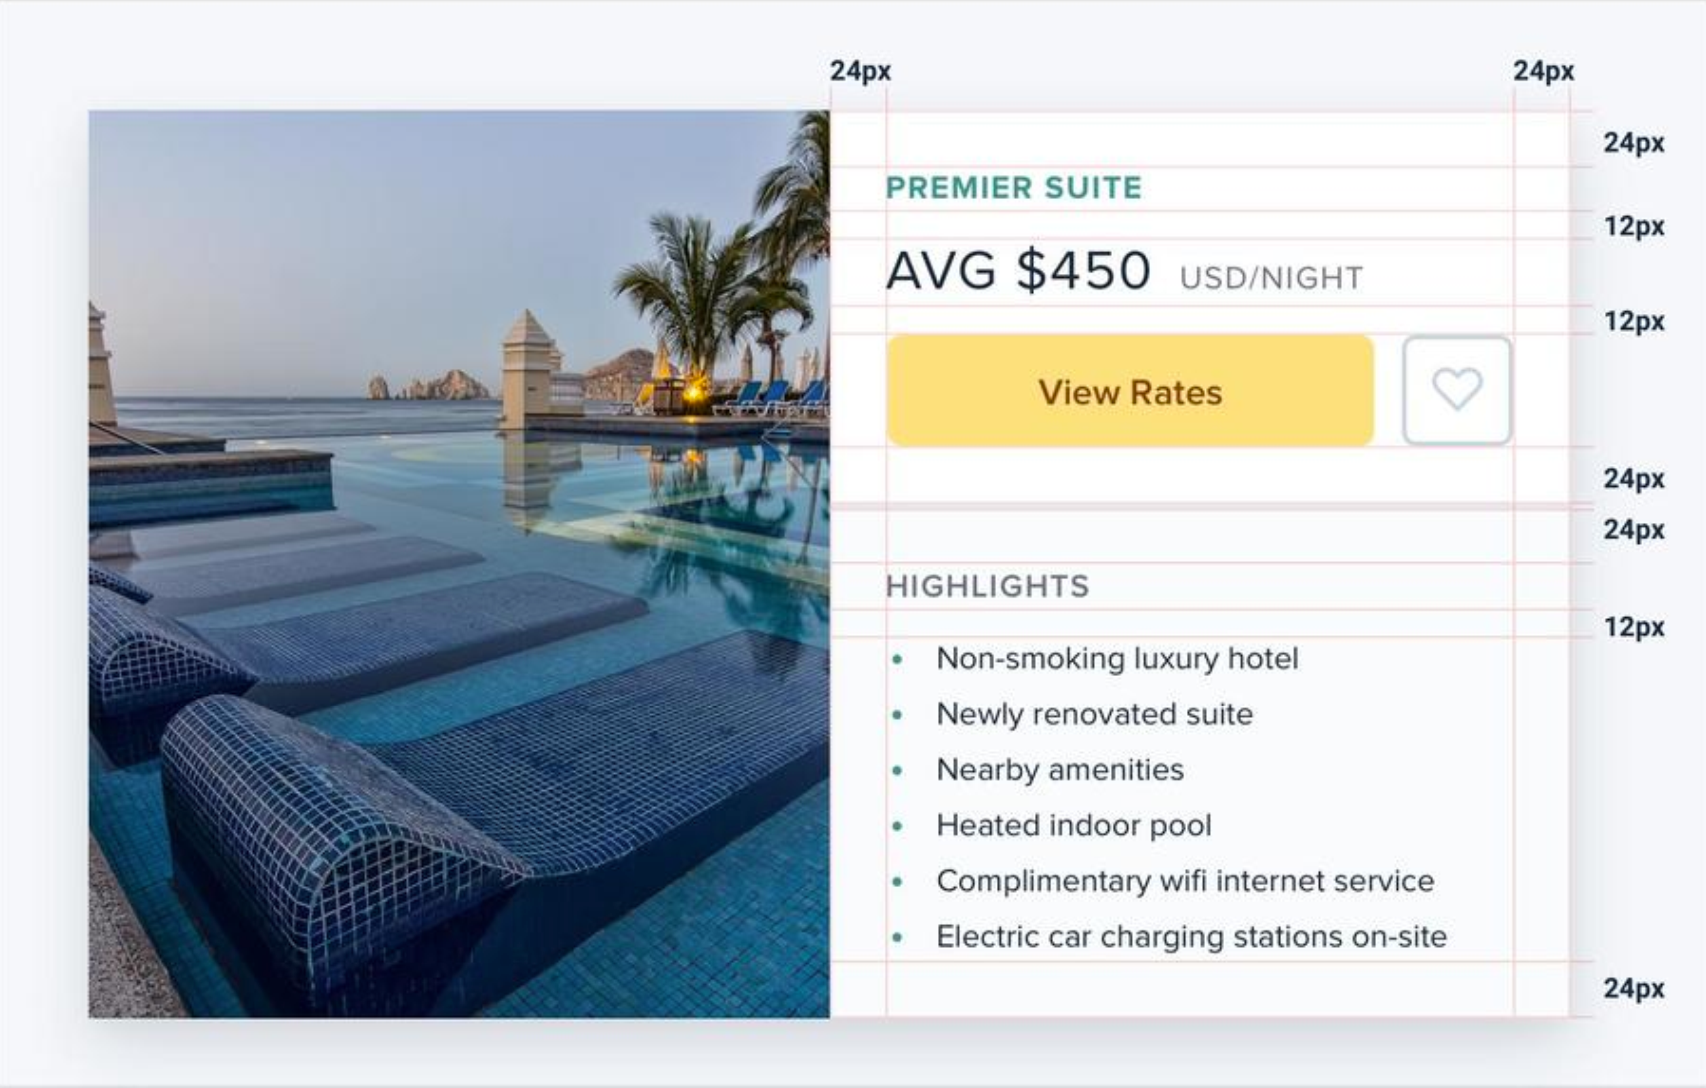 24px 24px
24px
PREMIER SUITE
12px
AVG $450 USD/NIGHT
12px
View Rates
24px
24px
HIGHLIGHTS
12px
• Non-smoking luxury hotel
• Newly renovated suite
• Nearby amenities
• Heated indoor pool
• Complimentary wifi internet service
• Electric car charging stations on-site
24px